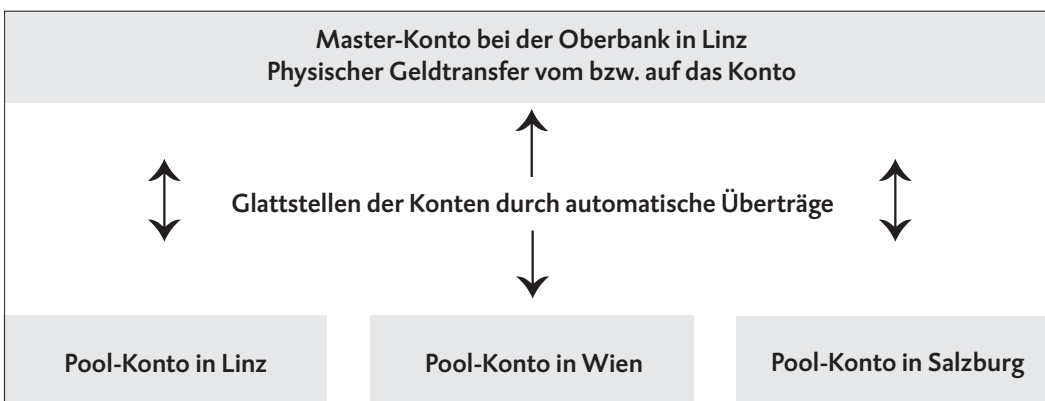 Master-Konto bei der Oberbank in Linz
Physischer Geldtransfer vom bzw. auf das Konto
Glattstellen der Konten durch automatische Überträge
Pool-Konto in Linz
Pool-Konto in Wien
Pool-Konto in Salzburg